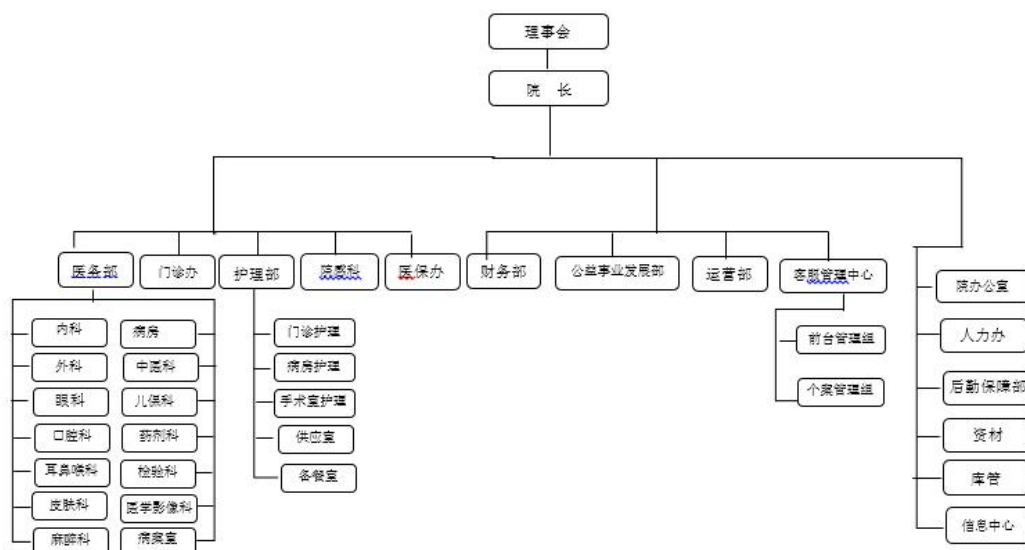 理事会
院 长
医务部
门诊办
护理部
院感科
医保办
财务部
公益事业发展部
运营部
客服管理中心
院办公室
人力办
后勤保障部
资材
库管
信息中心
内科
病房
外科
中医科
眼科
儿保科
口腔科
药剂科
耳鼻喉科
检验科
皮肤科
医学影像科
麻醉科
病案室
门诊护理
病房护理
手术室护理
供应室
备餐室
前台管理组
个案管理组